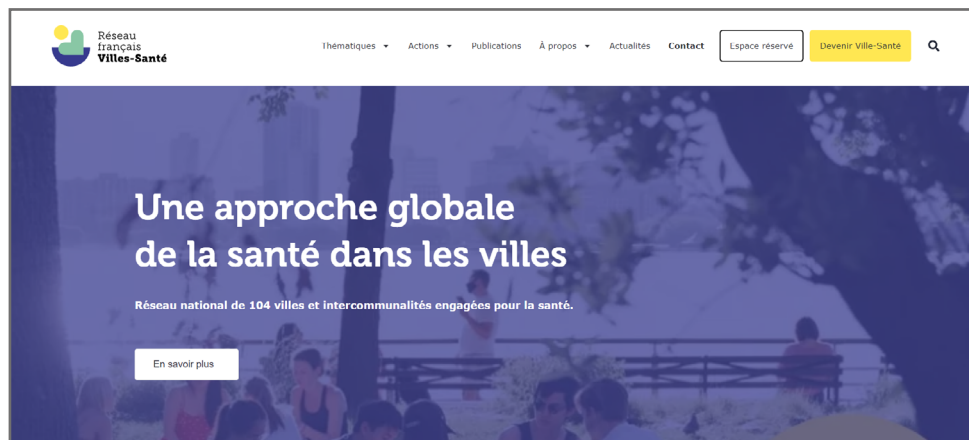 Réseau
français
Villes-Santé
Thématiques
Actions
Publications
À propos
Actualités
Contact
Espace réservé
Devenir Ville-Santé
Une approche globale
de la santé dans les villes
Réseau national de 104 villes et intercommunalités engagées pour la santé.
En savoir plus